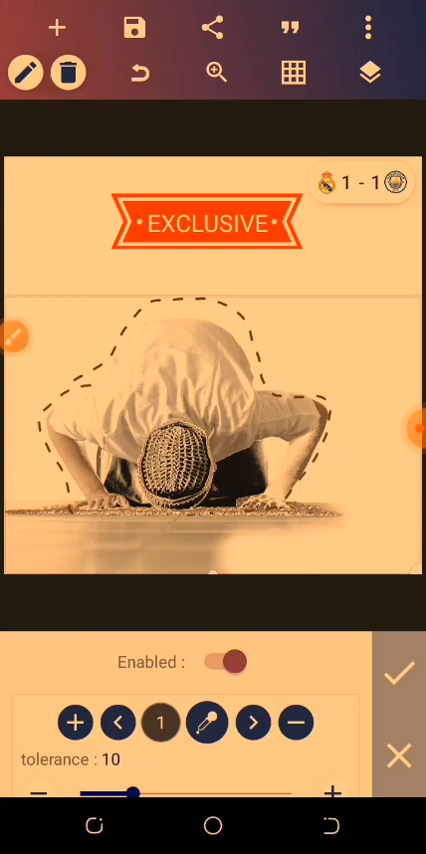 1 - 1
• EXCLUSIVE •
Enabled :
1
tolerance : 10